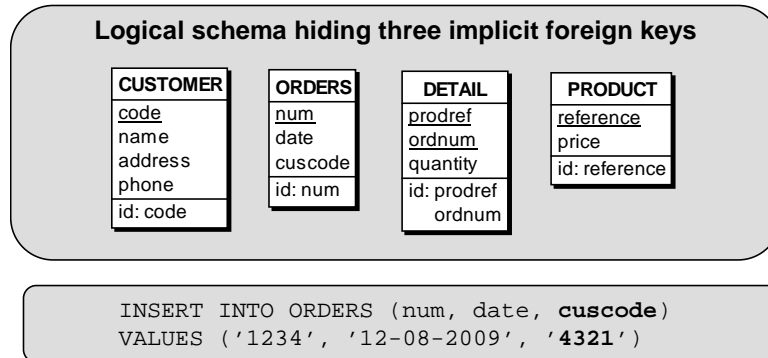 Logical schema hiding three implicit foreign keys
CUSTOMER
code
name
address
phone
id: code
ORDERS
num
date
cuscode
id: num
DETAIL
prodref
ordnum
quantity
id: prodref
ordnum
PRODUCT
reference
price
id: reference
INSERT INTO ORDERS (num, date, cuscode)
VALUES (’1234’, ’12-08-2009’, ’4321’)